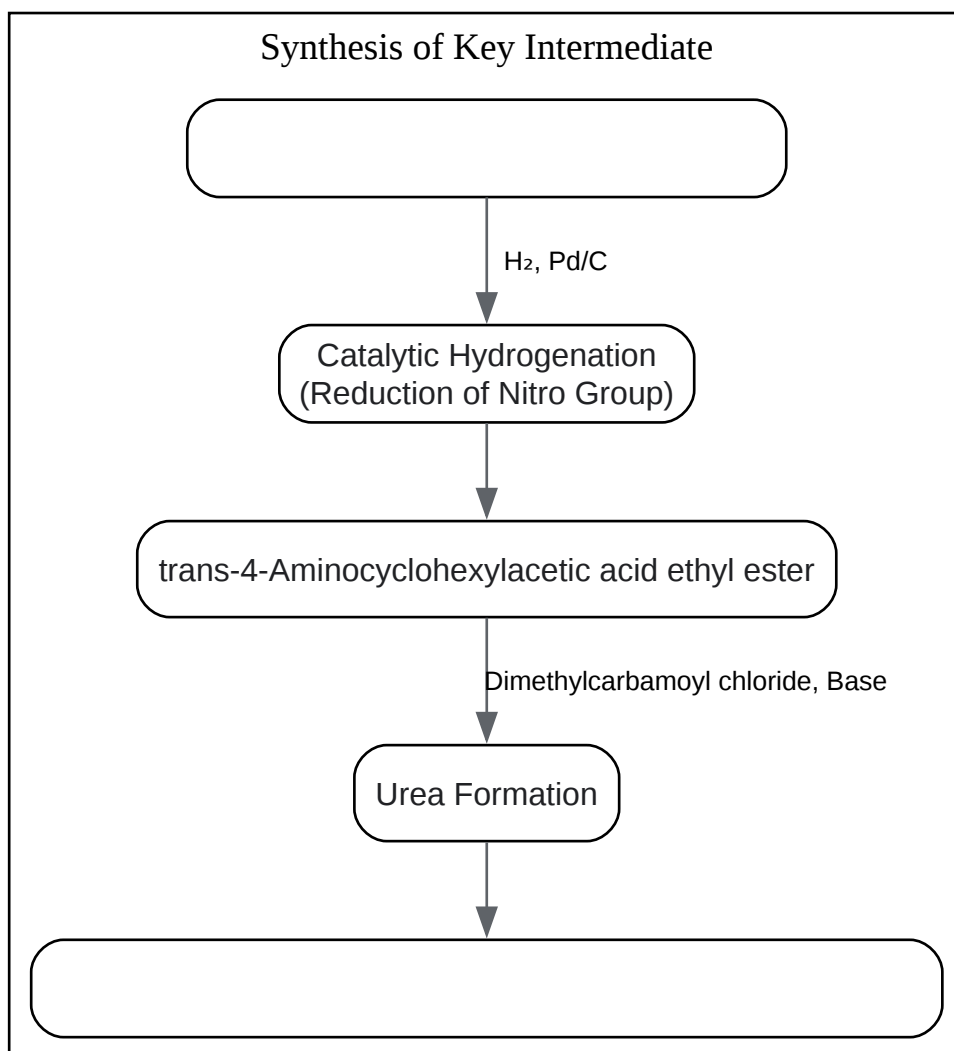 Synthesis of Key Intermediate
H₂, Pd/C
Catalytic Hydrogenation
(Reduction of Nitro Group)
trans-4-Aminocyclohexylacetic acid ethyl ester
Dimethylcarbamoyl chloride, Base
Urea Formation